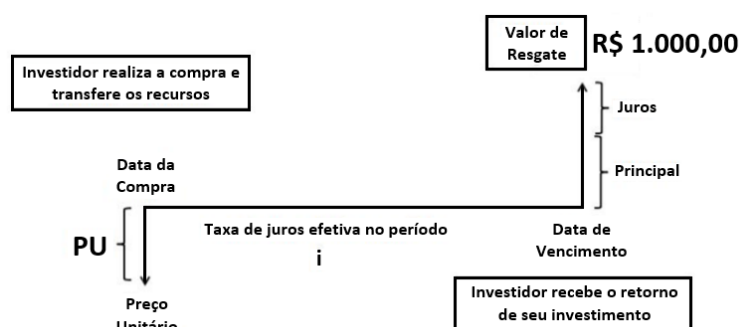 Valor de
Resgate
R$ 1.000,00
Investidor realiza a compra e
transfere os recursos
Juros
Data da
Compra
Principal
Taxa de juros efetiva no período
i
Data de
Vencimento
PU
Investidor recebe o retorno
de seu investimento
Preço
Unitário